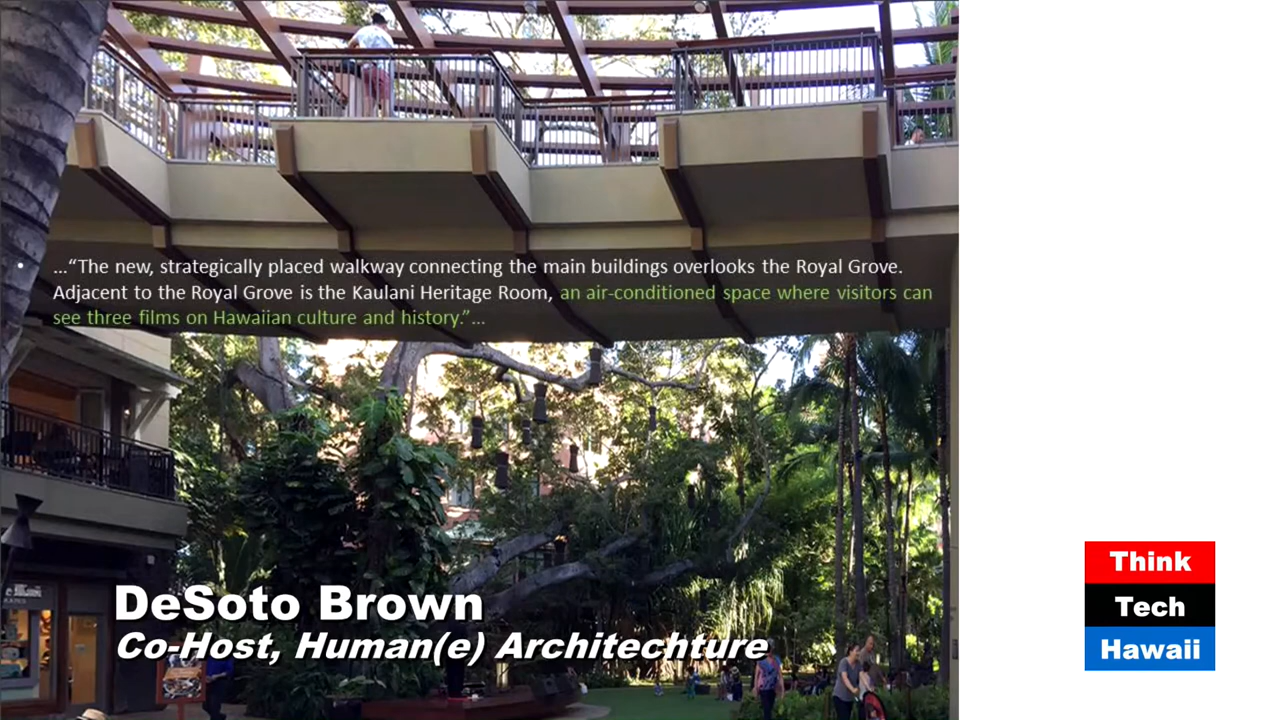 • ...“The new, strategically placed walkway connecting the main buildings overlooks the Royal Grove.
Adjacent to the Royal Grove is the Kaulani Heritage Room, an air-conditioned space where visitors can
see three films on Hawaiian culture and history.”...
DeSoto Brown
Co-Host, Human(e) Architechture
Think
Tech
Hawaii